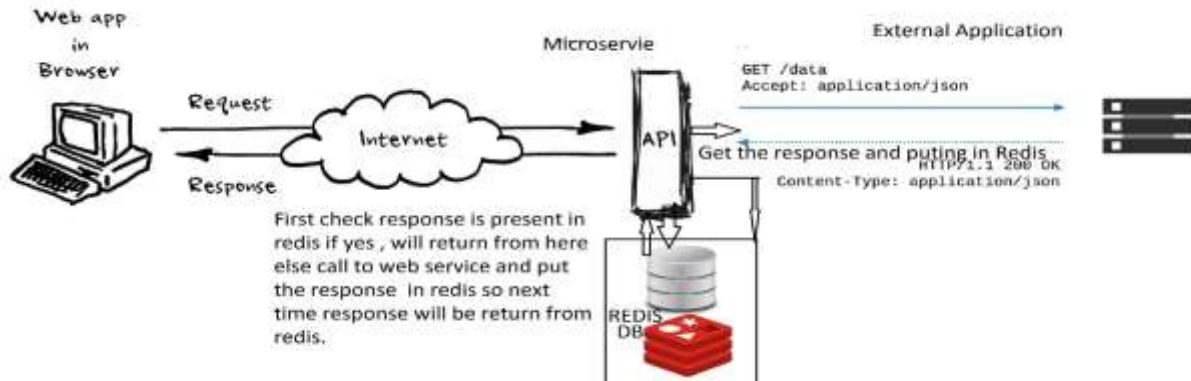 Web app
in
Browser
Request
Internet
Response
Microservie
API
External Application
GET /data
Accept: application/json
Get the response and puting in Redis
HTTP/1.1 200 OK
Content-Type: application/json
First check response is present in
redis if yes , will return from here
else call to web service and put
the response in redis so next
time response will be return from
redis.
REDIS
DB